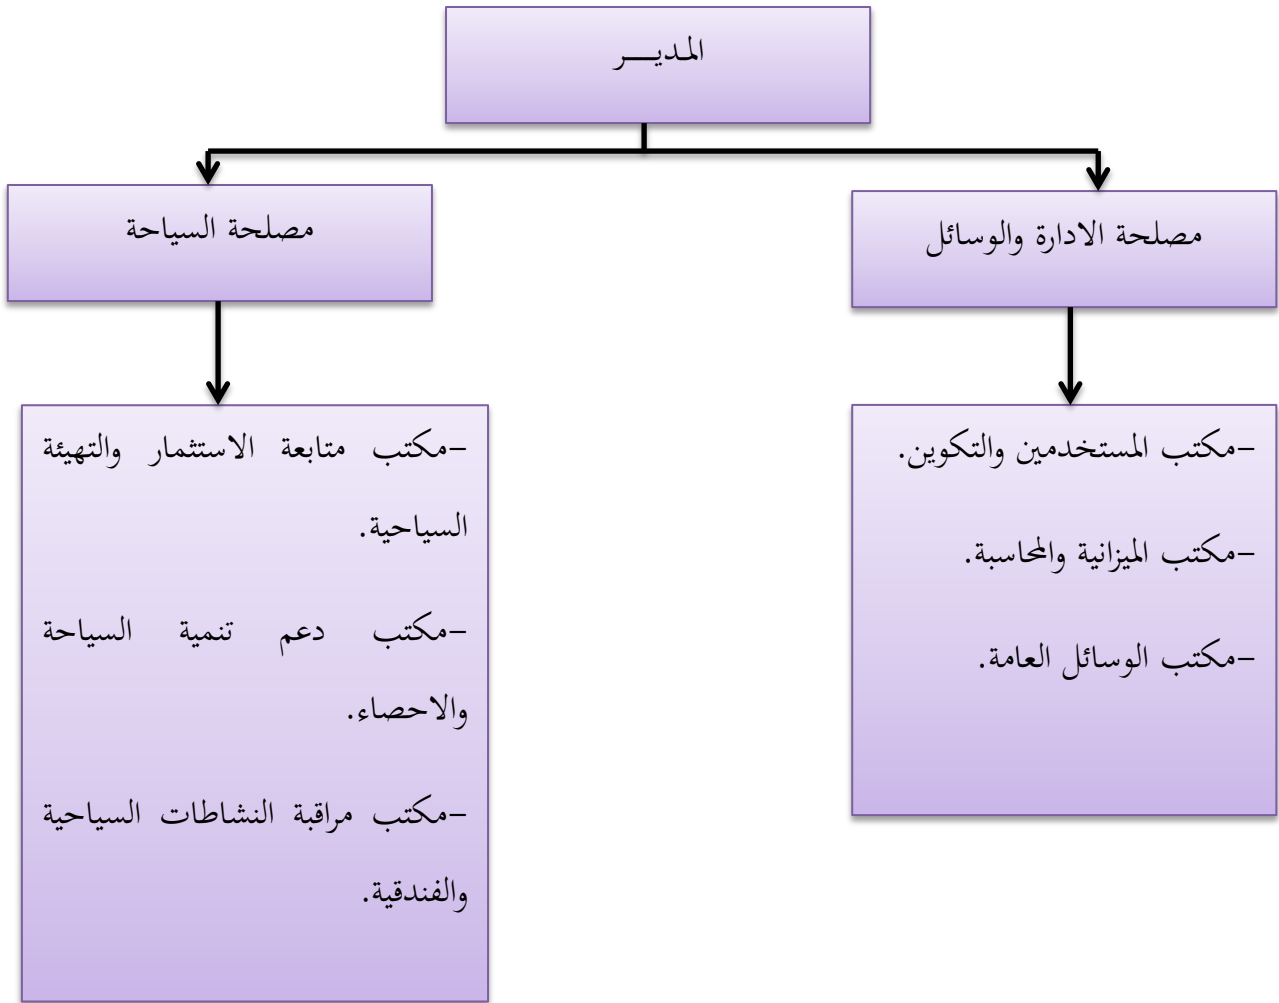 المديـــر
مصلحة الادارة والوسائل
مصلحة السياحة
-مكتب المستخدمين والتكوين.
-مكتب الميزانية والمحاسبة.
-مكتب الوسائل العامة.
-مكتب متابعة الاستثمار والتهيئة
السياحية.
-مكتب دعم تنمية السياحة
والاحصاء.
-مكتب مراقبة النشاطات السياحية
والفندقية.